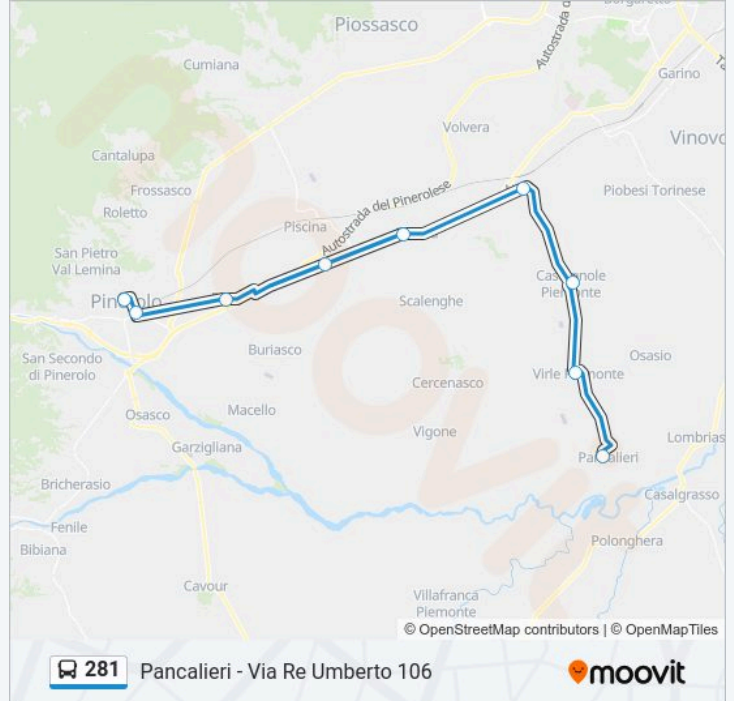 Borgaretto
Piossasco
Autostrada d
Cumiana
Garino
Volvera
Vinovo
Cantalupa
Frossasco
Autostrada del Pinerolese
Piobesi Torinese
Roletto
Piscina
San Pietro
Val Lemina
Castagnole
Piemonte
Pinerolo
Scalenghe
Buriasco
Osasio
San Secondo
di Pinerolo
Virle Piemonte
Cercenasco
Macello
Osasco
Vigone
Garzigliana
Lombrias
Pancalieri
Bricherasio
Casalgrasso
Fenile
Polonghera
Bibiana
Cavour
Villafranca
Piemonte
© OpenStreetMap contributors | © OpenMapTiles
281 Pancalieri - Via Re Umberto 106
moovit
moovit